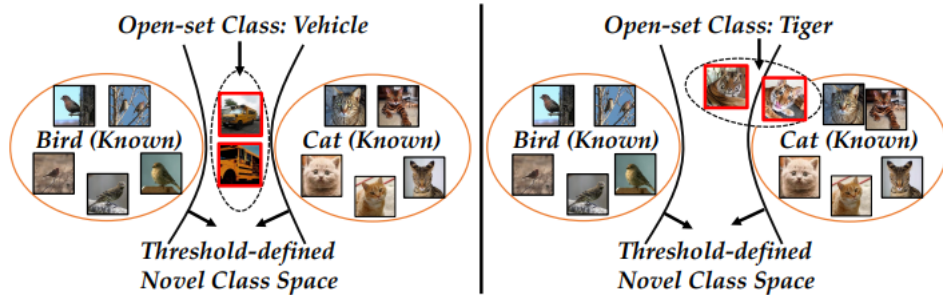 Open-set Class: Vehicle
Bird (Known)
Cat (Known)
Threshold-defined
Novel Class Space
Open-set Class: Tiger
Bird (Known)
Cat (Known)
Threshold-defined
Novel Class Space